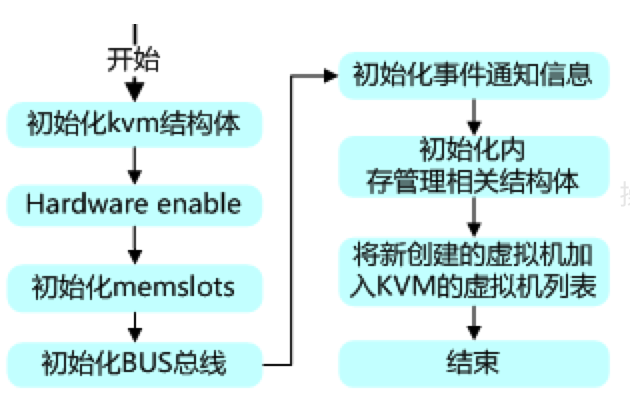 开始
初始化kvm结构体
Hardware enable
初始化memslots
初始化BUS总线
初始化事件通知信息
初始化内
存管理相关结构体
将新创建的虚拟机加
入KVM的虚拟机列表
结束